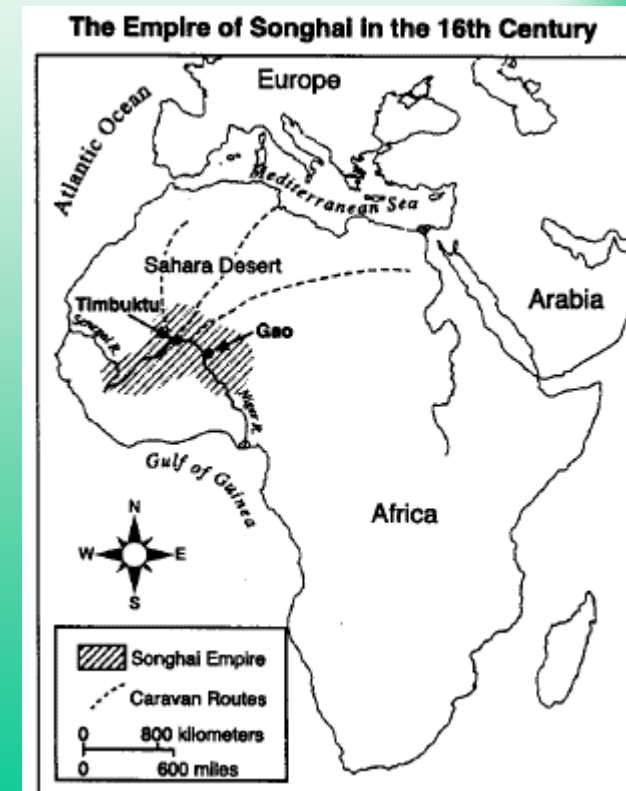 The Empire of Songhai in the 16th Century
Europe
Atlantic Ocean
Mediterranean Sea
Sahara Desert
Timbuktu
Senegal R.
Gao
Arabia
Niger R.
Gulf of Guinea
Africa
N
W E
S
Songhai Empire
Caravan Routes
0 800 kilometers
0 600 miles